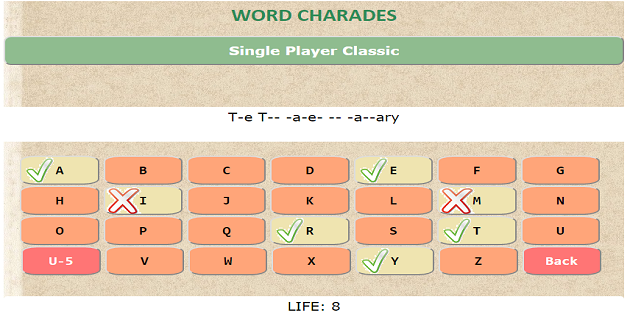 WORD CHARADES
Single Player Classic
T-e T-- -a-e- -- -a--ary
A B C D E F G
H I J K L M N
O P Q R S T U
U-5 V W X Y Z Back
LIFE: 8